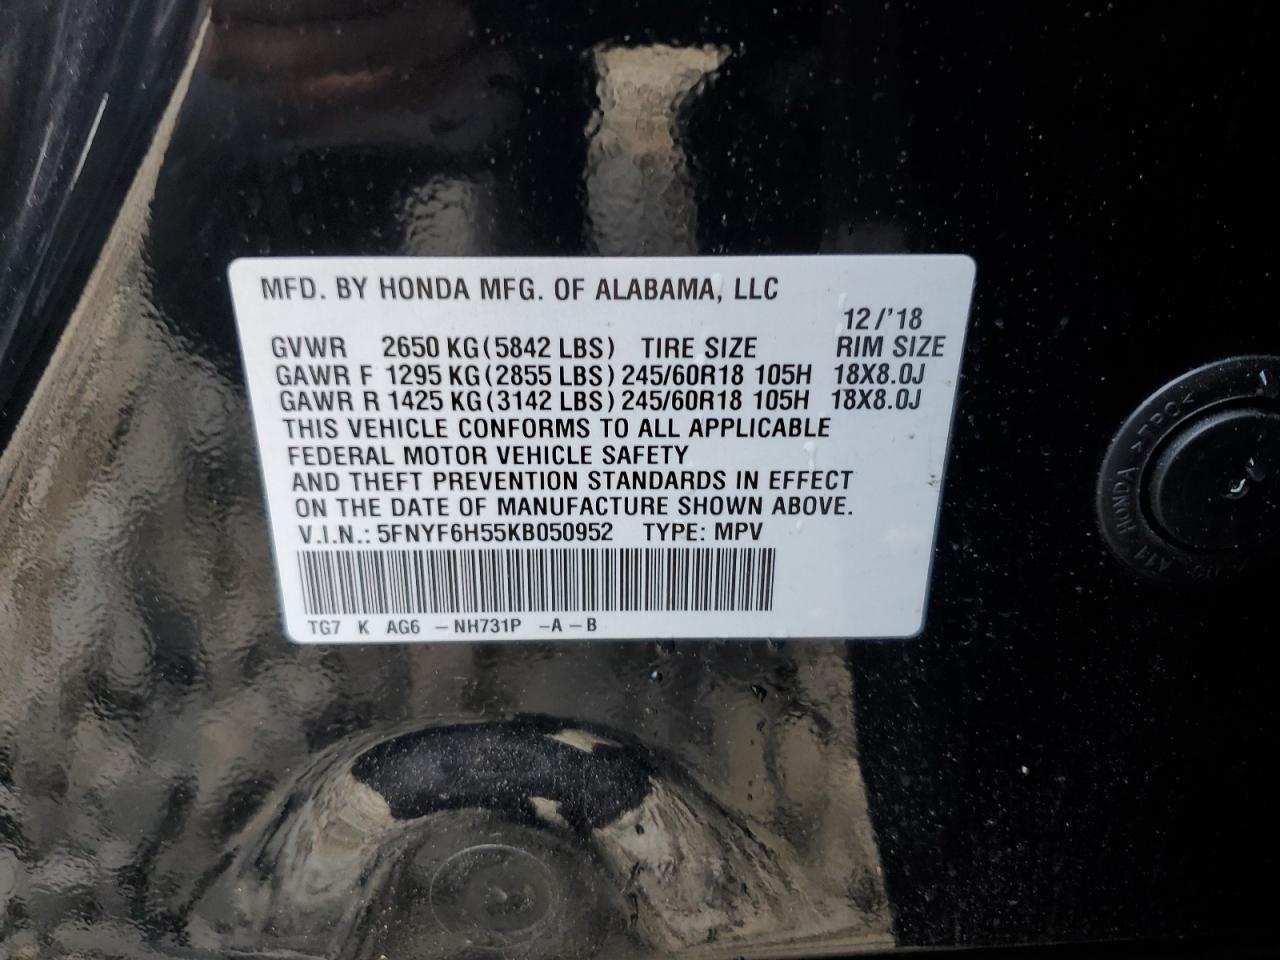 MFD. BY HONDA MFG. OF ALABAMA, LLC
12/'18
GVWR 2650 KG(5842 LBS) TIRE SIZE RIM SIZE
GAWR F 1295 KG(2855 LBS) 245/60R18 105H 18X8.0J
GAWR R 1425 KG(3142 LBS) 245/60R18 105H 18X8.0J
THIS VEHICLE CONFORMS TO ALL APPLICABLE
FEDERAL MOTOR VEHICLE SAFETY
AND THEFT PREVENTION STANDARDS IN EFFECT
ON THE DATE OF MANUFACTURE SHOWN ABOVE.
V.I.N.: 5FNYF6H55KB050952 TYPE: MPV
TG7 K AG6 -NH731P -A-B
HONDA >TPC<